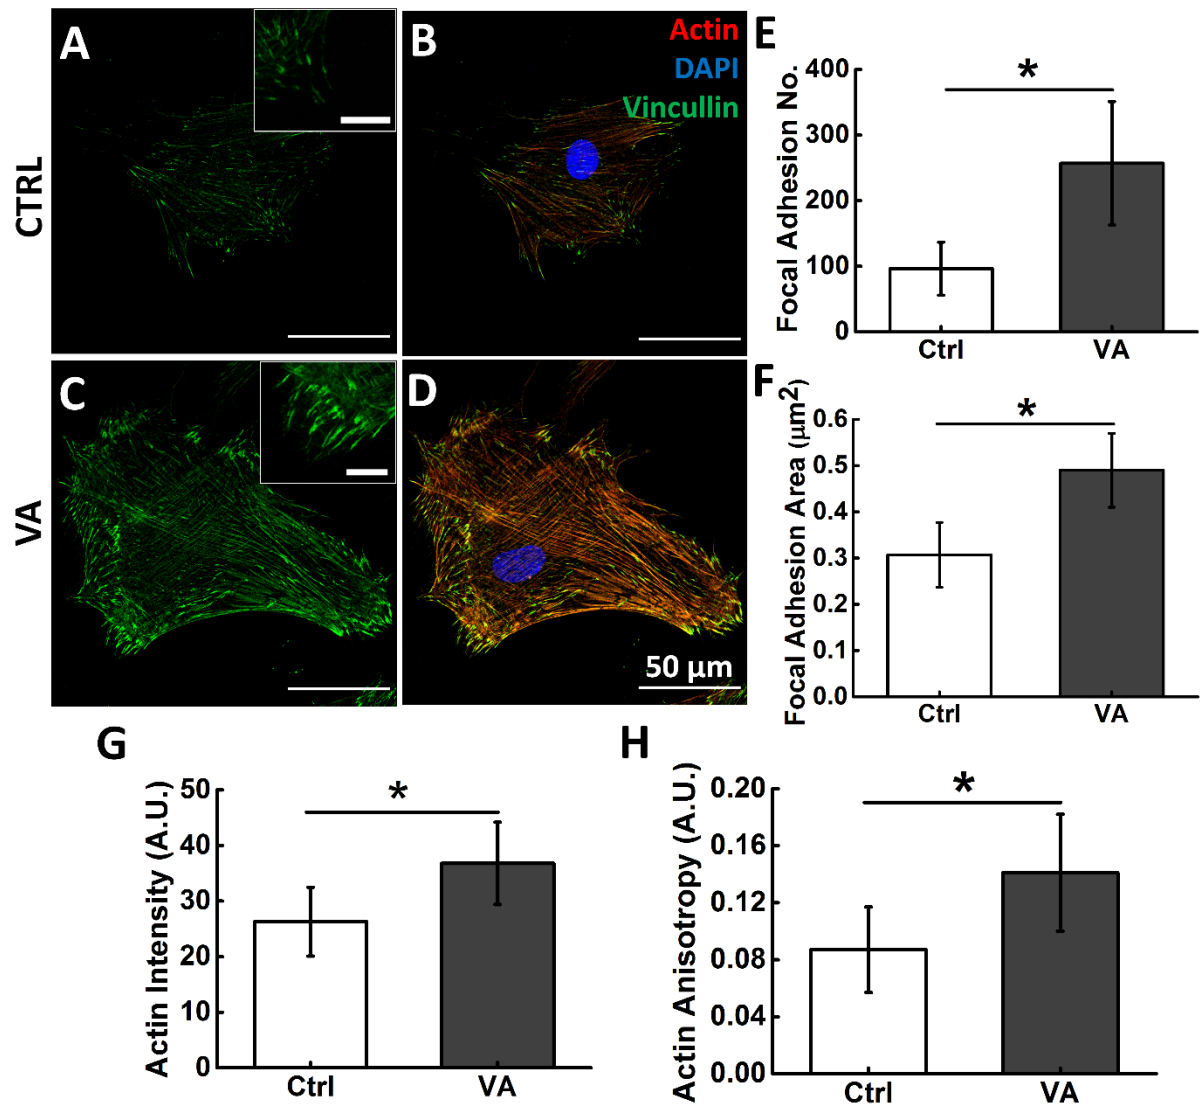 A
B
Actin
DAPI
Vincullin
CTRL
C
D
VA
50 µm
E
Focal Adhesion No.
400
300
200
100
0
Ctrl VA
*
F
Focal Adhesion Area (µm2)
0.6
0.5
0.4
0.3
0.2
0.1
0.0
Ctrl VA
*
G
Actin Intensity (A.U.)
50
40
30
20
10
0
Ctrl VA
*
H
Actin Anisotropy (A.U.)
0.20
0.16
0.12
0.08
0.04
0.00
Ctrl VA
*